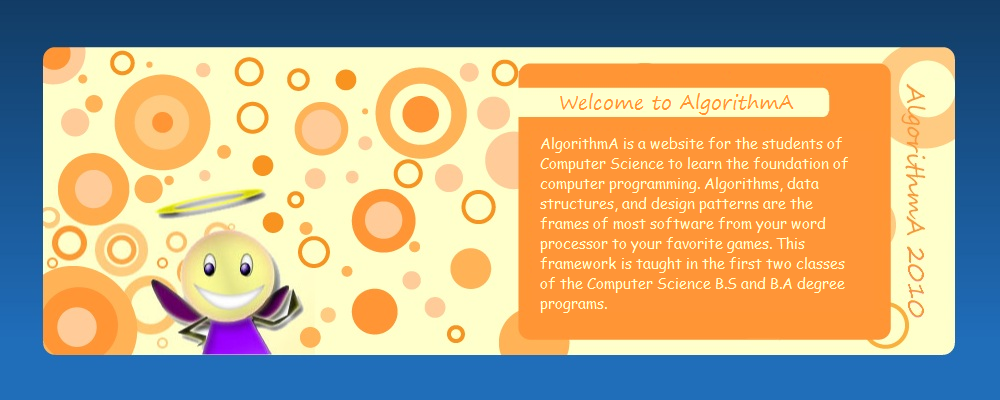 Welcome to AlgorithmA
AlgorithmA is a website for the students of
Computer Science to learn the foundation of
computer programming. Algorithms, data
structures, and design patterns are the
frames of most software from your word
processor to your favorite games. This
framework is taught in the first two classes
of the Computer Science B.S and B.A degree
programs.
AlgorithmA 2010